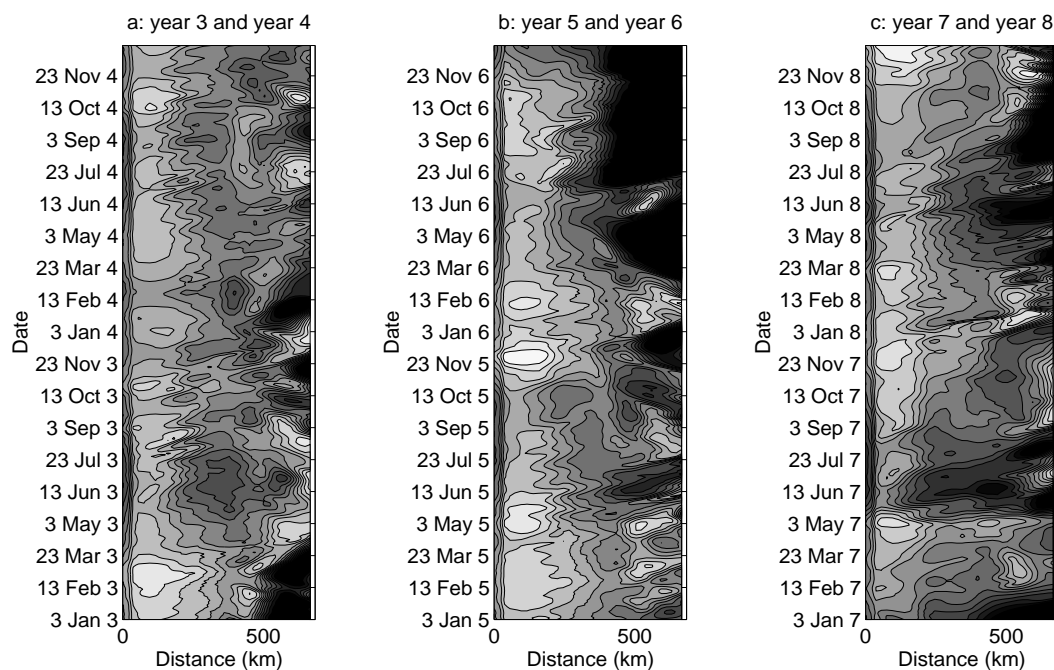 a: year 3 and year 4
23 Nov 4
13 Oct 4
3 Sep 4
23 Jul 4
13 Jun 4
3 May 4
23 Mar 4
13 Feb 4
3 Jan 4
23 Nov 3
13 Oct 3
3 Sep 3
23 Jul 3
13 Jun 3
3 May 3
23 Mar 3
13 Feb 3
3 Jan 3
Date
0 500
Distance (km)
b: year 5 and year 6
23 Nov 6
13 Oct 6
3 Sep 6
23 Jul 6
13 Jun 6
3 May 6
23 Mar 6
13 Feb 6
3 Jan 6
23 Nov 5
13 Oct 5
3 Sep 5
23 Jul 5
13 Jun 5
3 May 5
23 Mar 5
13 Feb 5
3 Jan 5
Date
0 500
Distance (km)
c: year 7 and year 8
23 Nov 8
13 Oct 8
3 Sep 8
23 Jul 8
13 Jun 8
3 May 8
23 Mar 8
13 Feb 8
3 Jan 8
23 Nov 7
13 Oct 7
3 Sep 7
23 Jul 7
13 Jun 7
3 May 7
23 Mar 7
13 Feb 7
3 Jan 7
Date
0 500
Distance (km)